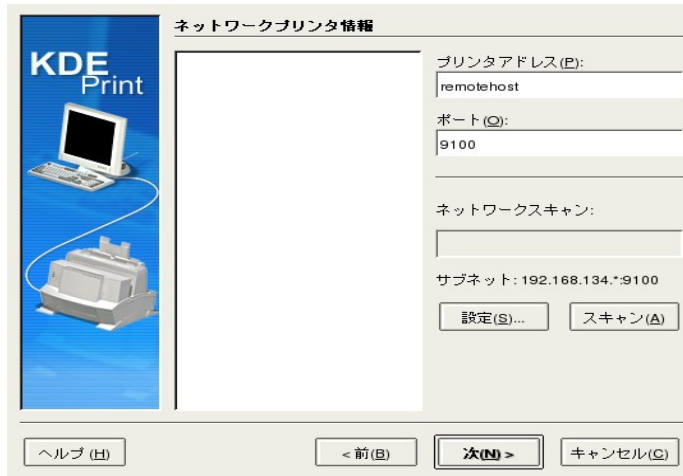 ネットワークプリンタ情報
KDE
Print
プリンタアドレス(P):
remotehost
ポート(O):
9100
ネットワークスキャン:
サブネット: 192.168.134.*:9100
設定(S)...
スキャン(A)
ヘルプ (H)
< 前(B)
次(N) >
キャンセル(C)